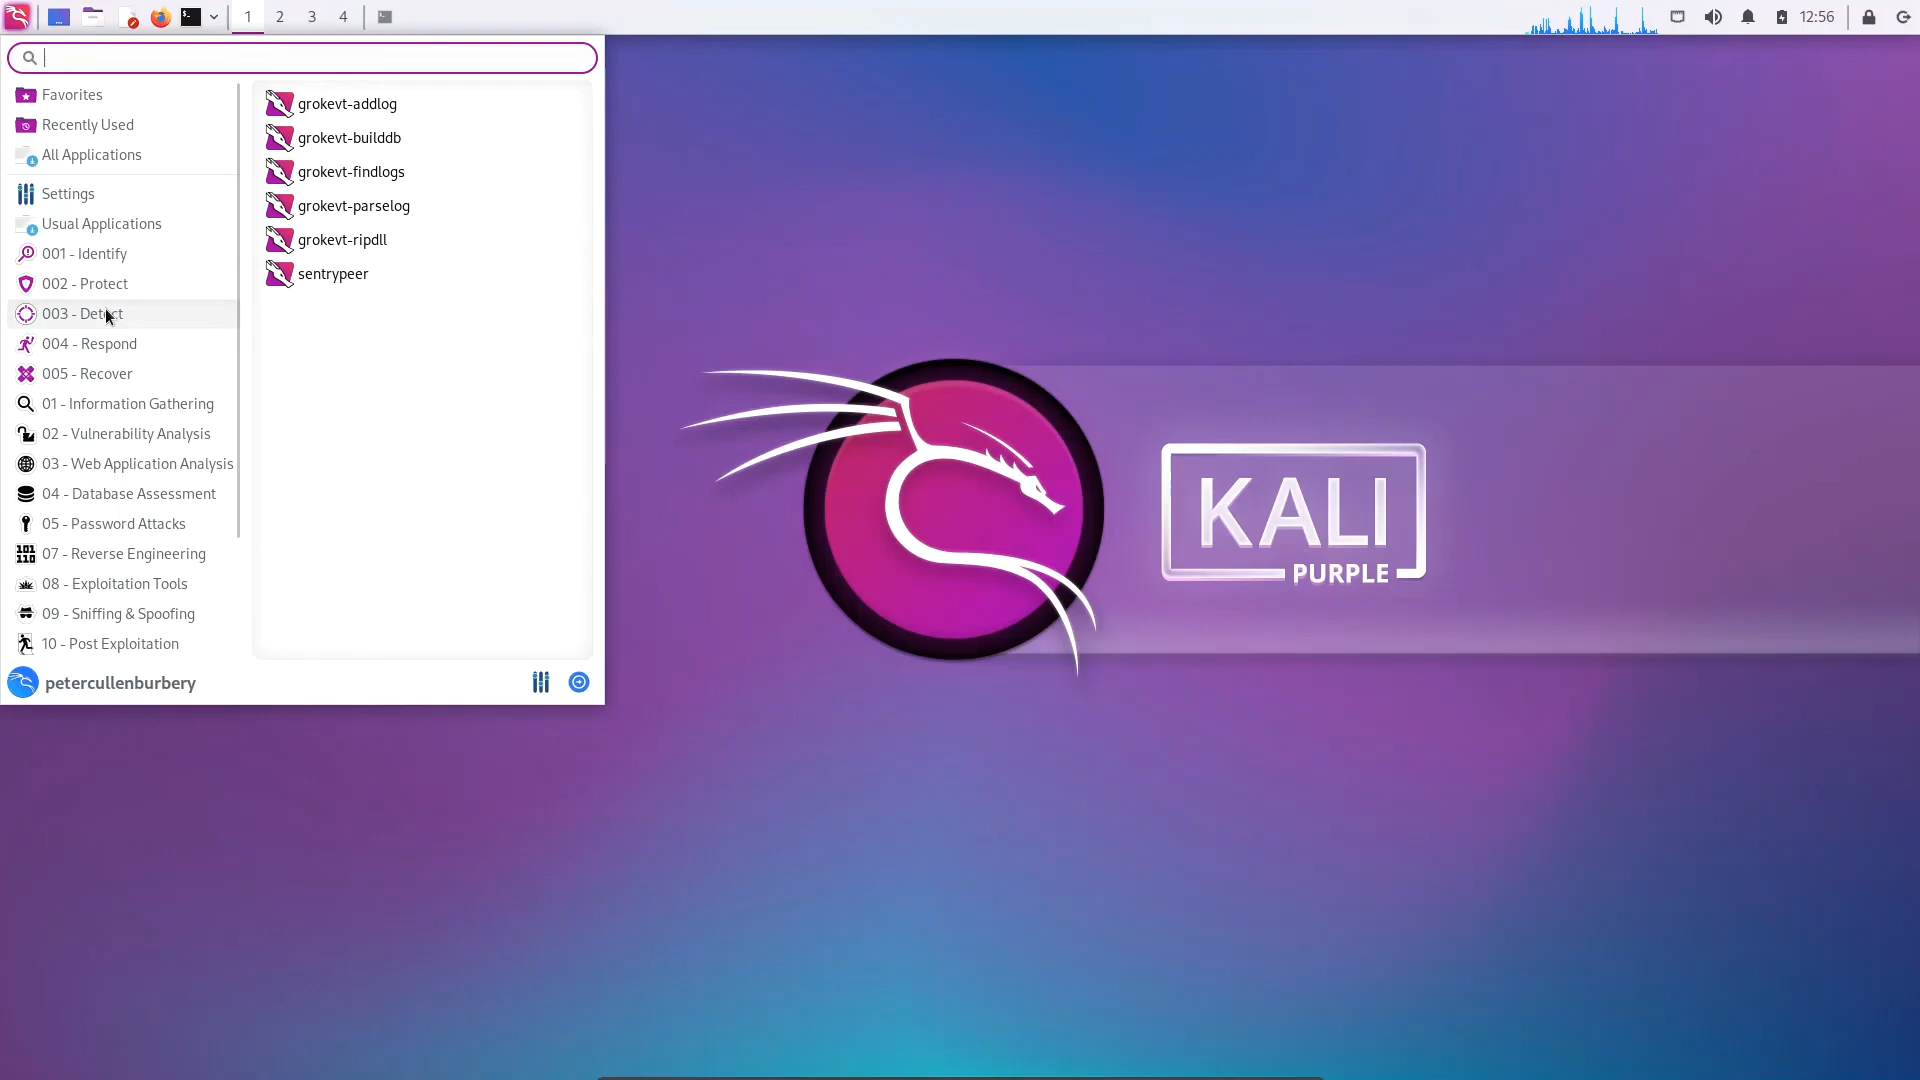 1 2 3 4
12:56
Favorites
Recently Used
All Applications
Settings
Usual Applications
001 - Identify
002 - Protect
003 - Detect
004 - Respond
005 - Recover
01 - Information Gathering
02 - Vulnerability Analysis
03 - Web Application Analysis
04 - Database Assessment
05 - Password Attacks
07 - Reverse Engineering
08 - Exploitation Tools
09 - Sniffing & Spoofing
10 - Post Exploitation
grokevt-addlog
grokevt-builddb
grokevt-findlogs
grokevt-parselog
grokevt-ripdll
sentrypeer
petercullenburbery
KALI
PURPLE